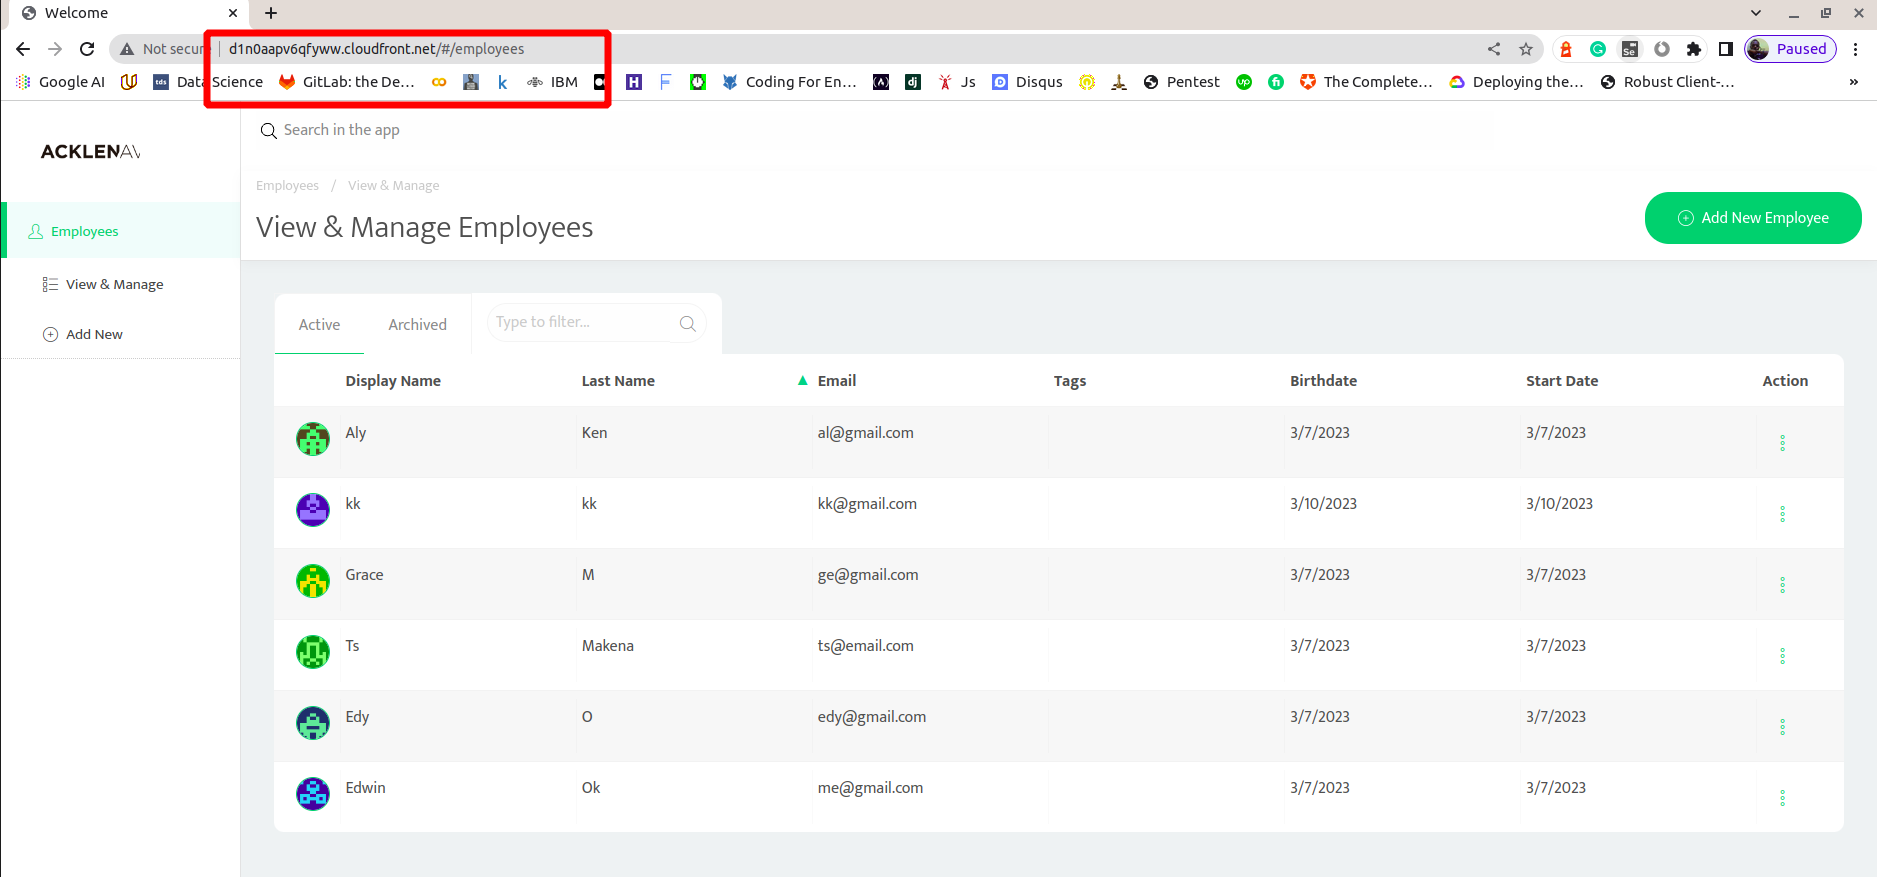 Welcome
Not secure d1n0aapv6qfyww.cloudfront.net/#/employees Paused
Google AI tds Data Science GitLab: the De... k IBM H F Coding For En... dj Js Disqus Pentest up The Complete... Deploying the... Robust Client-... »
ACKLENAV
Search in the app
Employees / View & Manage
View & Manage Employees
Add New Employee
Employees
View & Manage
Add New
Active Archived Type to filter...
Display Name Last Name Email Tags Birthdate Start Date Action
Aly Ken al@gmail.com 3/7/2023 3/7/2023
kk kk kk@gmail.com 3/10/2023 3/10/2023
Grace M ge@gmail.com 3/7/2023 3/7/2023
Ts Makena ts@email.com 3/7/2023 3/7/2023
Edy O edy@gmail.com 3/7/2023 3/7/2023
Edwin Ok me@gmail.com 3/7/2023 3/7/2023